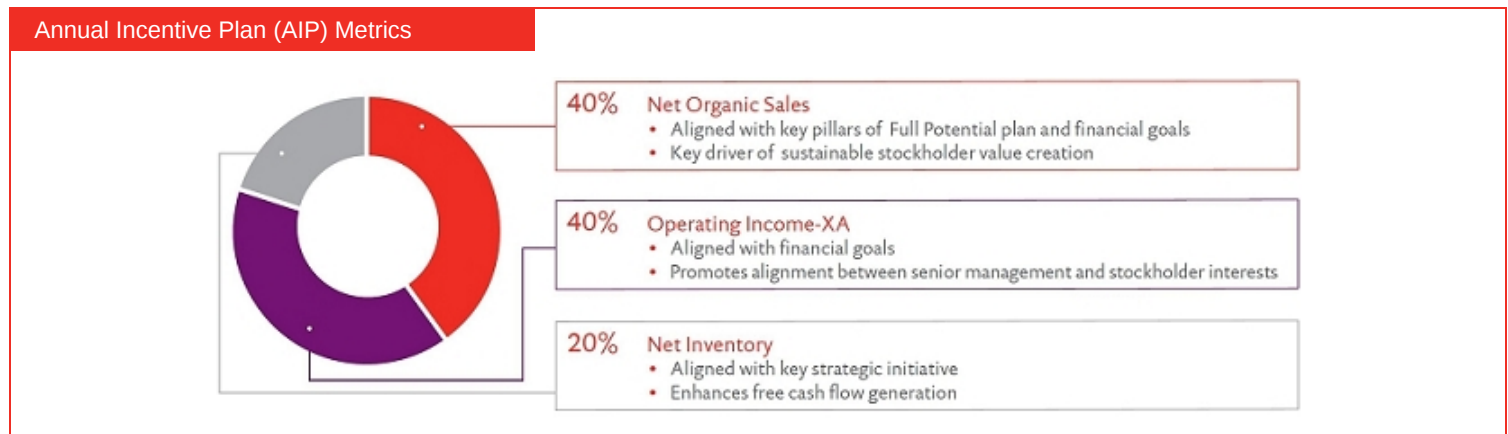 Annual Incentive Plan (AIP) Metrics
40% Net Organic Sales
• Aligned with key pillars of Full Potential plan and financial goals
• Key driver of sustainable stockholder value creation
40% Operating Income-XA
• Aligned with financial goals
• Promotes alignment between senior management and stockholder interests
20% Net Inventory
• Aligned with key strategic initiative
• Enhances free cash flow generation